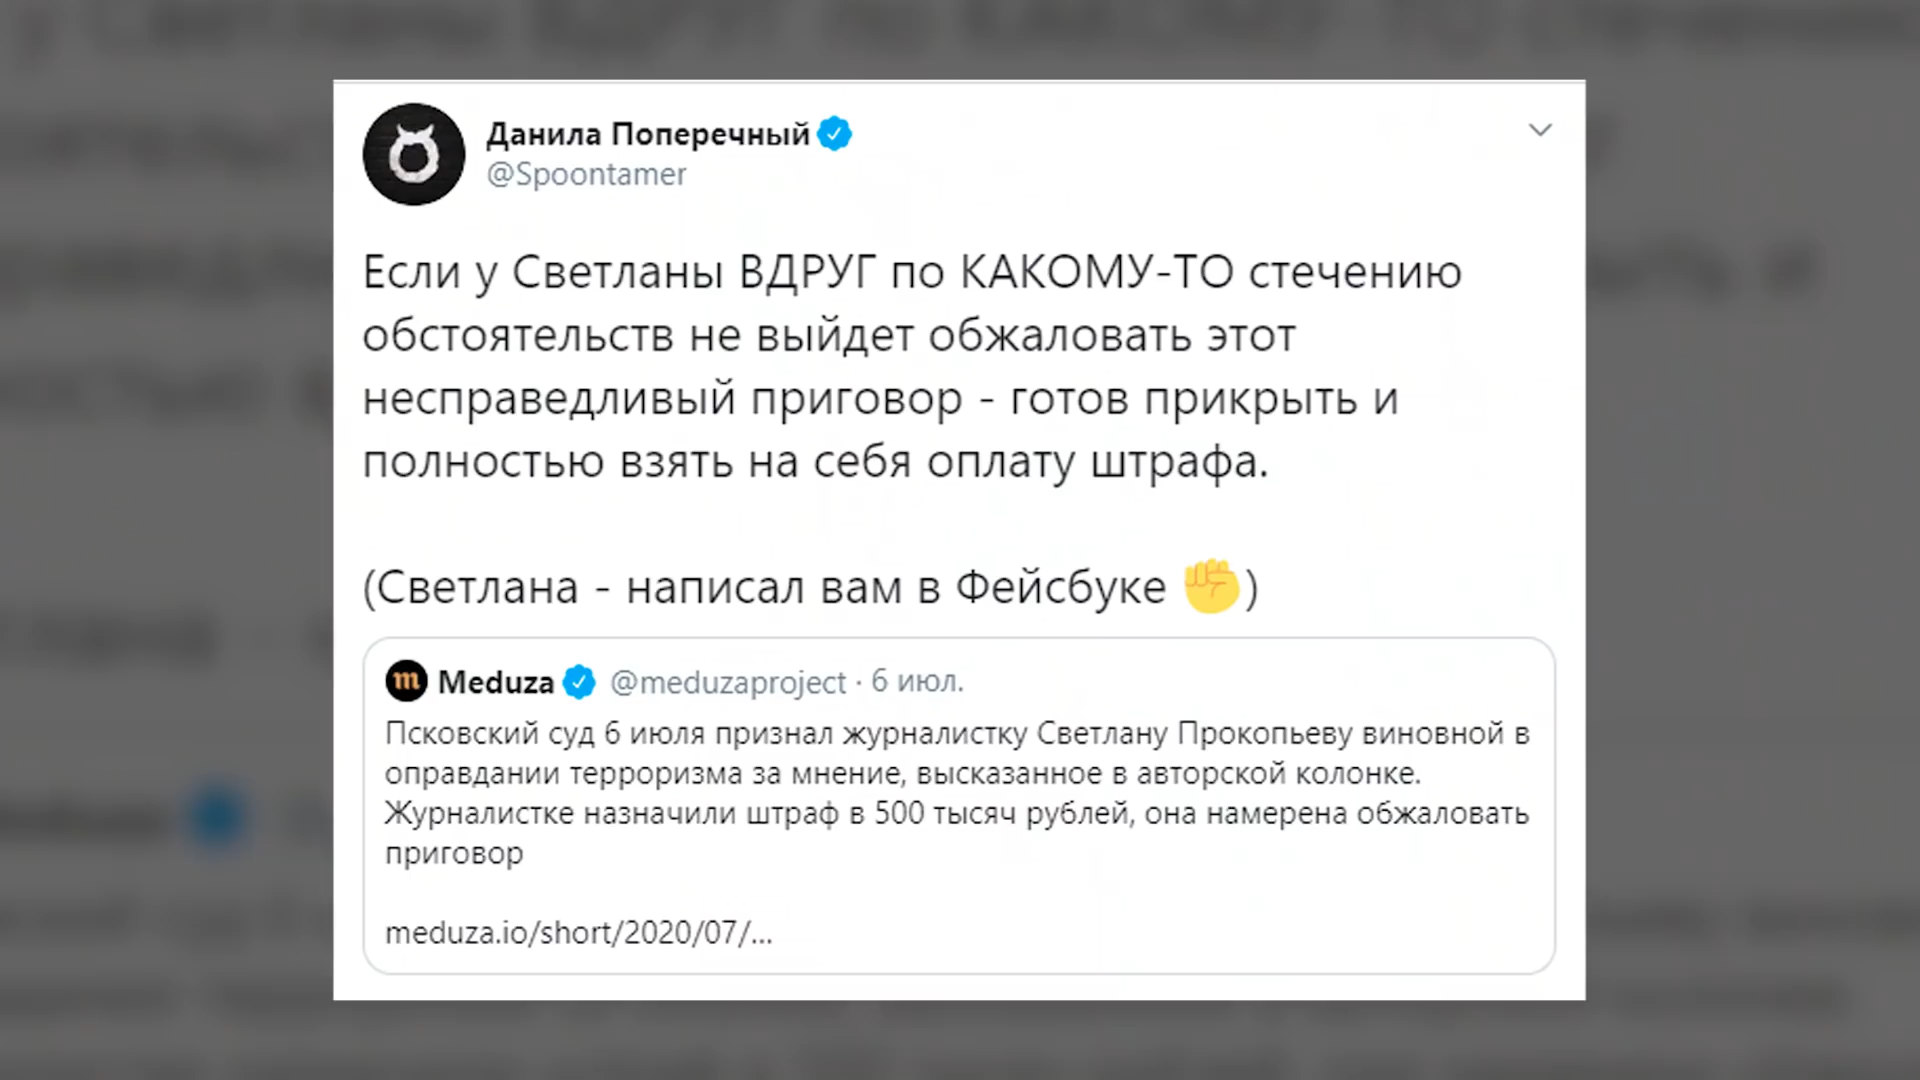 Данила Поперечный
@Spoontamer
Если у Светланы ВДРУГ по КАКОМУ-ТО стечению
обстоятельств не выйдет обжаловать этот
несправедливый приговор - готов прикрыть и
полностью взять на себя оплату штрафа.
(Светлана - написал вам в Фейсбуке ✊)
m Meduza @meduzaproject · 6 июл.
Псковский суд 6 июля признал журналистку Светлану Прокопьеву виновной в
оправдании терроризма за мнение, высказанное в авторской колонке.
Журналистке назначили штраф в 500 тысяч рублей, она намерена обжаловать
приговор
meduza.io/short/2020/07/...